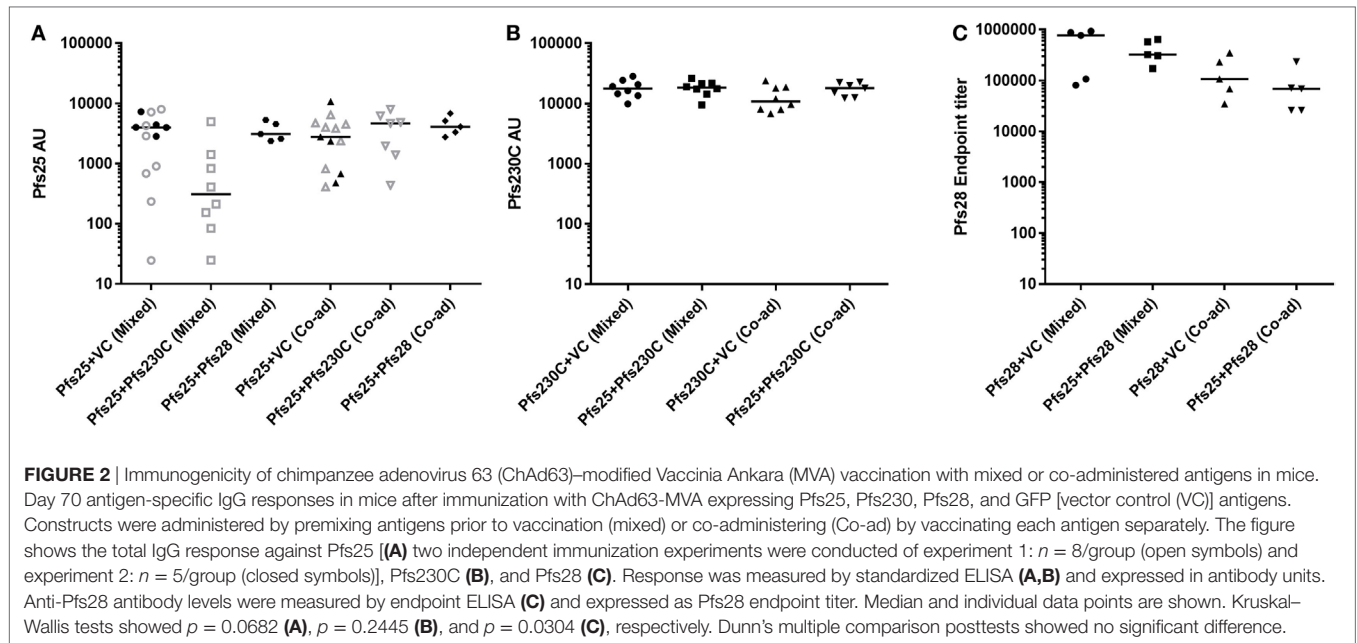 A
100000
10000
1000
100
10
Pfs25 AU
Pfs25+VC (Mixed)
Pfs25+Pfs230C (Mixed)
Pfs25+Pfs28 (Mixed)
Pfs25+VC (Co-ad)
Pfs25+Pfs230C (Co-ad)
Pfs25+Pfs28 (Co-ad)
B
100000
10000
1000
100
10
Pfs230C AU
Pfs230C+VC (Mixed)
Pfs25+Pfs230C (Mixed)
Pfs230C+VC (Co-ad)
Pfs25+Pfs230C (Co-ad)
C
1000000
100000
10000
1000
100
10
Pfs28 Endpoint titer
Pfs28+VC (Mixed)
Pfs25+Pfs28 (Mixed)
Pfs28+VC (Co-ad)
Pfs25+Pfs28 (Co-ad)
FIGURE 2 | Immunogenicity of chimpanzee adenovirus 63 (ChAd63)–modified Vaccinia Ankara (MVA) vaccination with mixed or co-administered antigens in mice.
Day 70 antigen-specific IgG responses in mice after immunization with ChAd63-MVA expressing Pfs25, Pfs230, Pfs28, and GFP [vector control (VC)] antigens.
Constructs were administered by premixing antigens prior to vaccination (mixed) or co-administering (Co-ad) by vaccinating each antigen separately. The figure
shows the total IgG response against Pfs25 [(A) two independent immunization experiments were conducted of experiment 1: n = 8/group (open symbols) and
experiment 2: n = 5/group (closed symbols)], Pfs230C (B), and Pfs28 (C). Response was measured by standardized ELISA (A,B) and expressed in antibody units.
Anti-Pfs28 antibody levels were measured by endpoint ELISA (C) and expressed as Pfs28 endpoint titer. Median and individual data points are shown. Kruskal–
Wallis tests showed p = 0.0682 (A), p = 0.2445 (B), and p = 0.0304 (C), respectively. Dunn's multiple comparison posttests showed no significant difference.